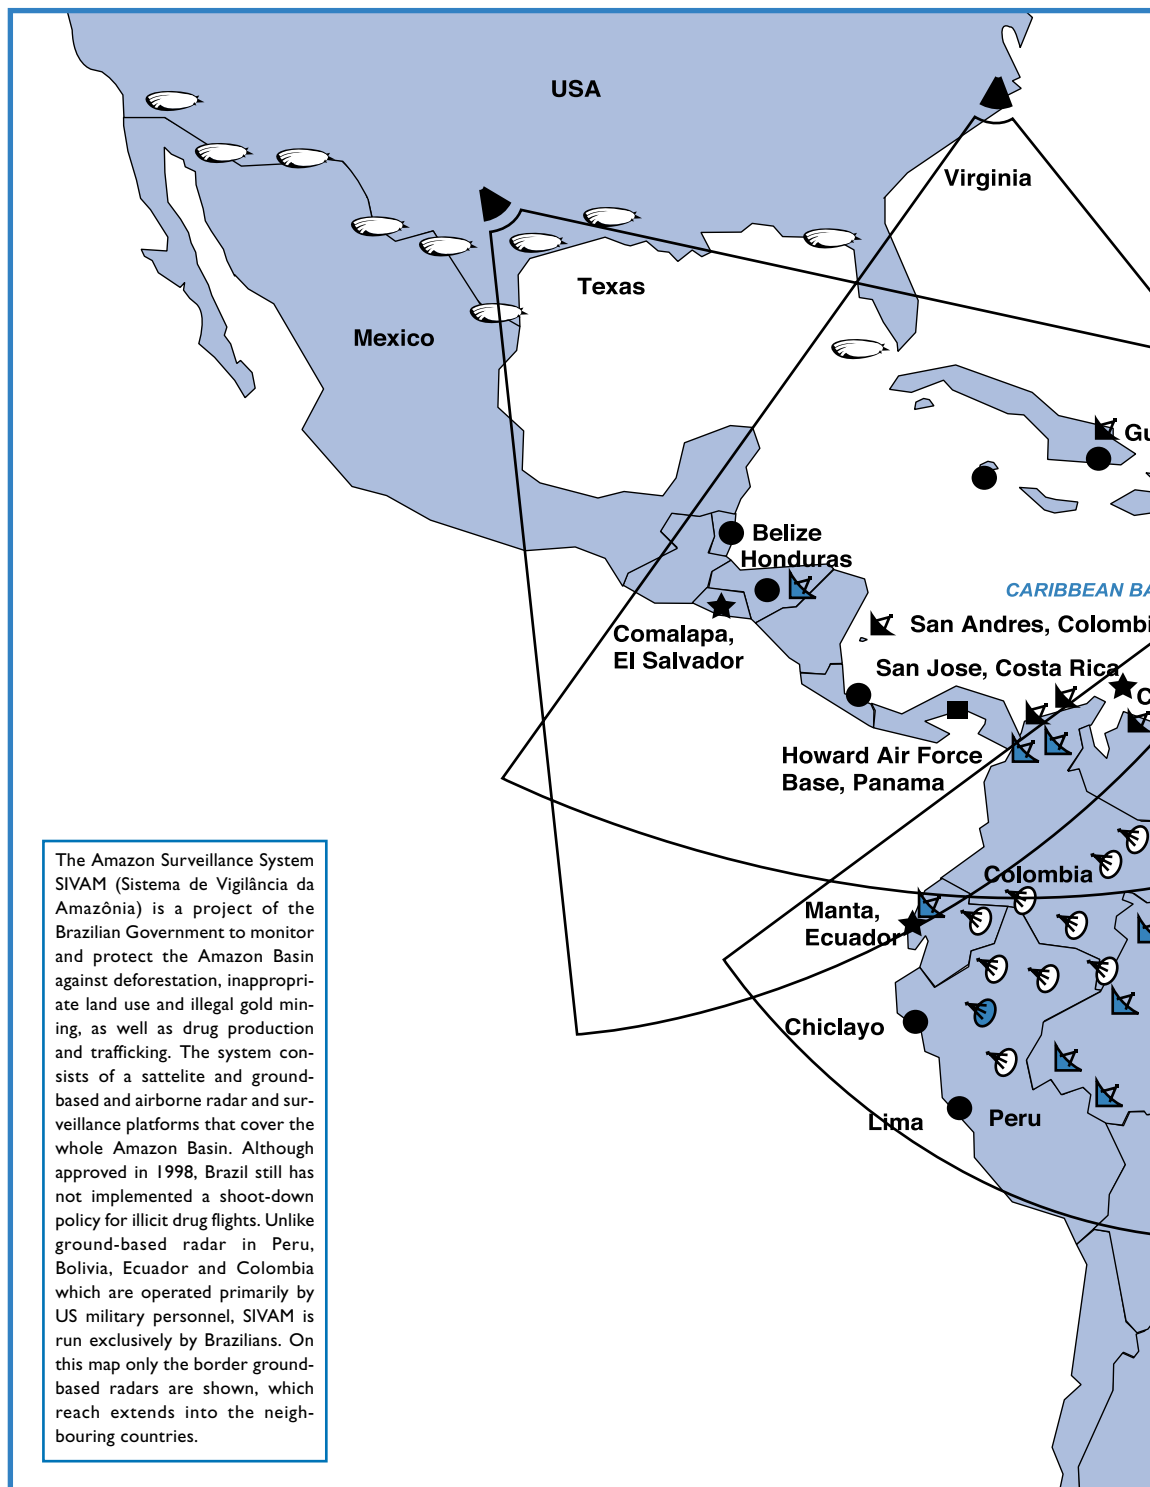 USA
Virginia
Texas
Mexico
Gu
Belize
Honduras
CARIBBEAN BA
Comalapa,
El Salvador
San Andres, Colombi
San Jose, Costa Rica
C
Howard Air Force
Base, Panama
Colombia
Manta,
Ecuador
Chiclayo
Lima
Peru
The Amazon Surveillance System
SIVAM (Sistema de Vigilância da
Amazônia) is a project of the
Brazilian Government to monitor
and protect the Amazon Basin
against deforestation, inappropri-
ate land use and illegal gold min-
ing, as well as drug production
and trafficking. The system con-
sists of a sattelite and ground-
based and airborne radar and sur-
veillance platforms that cover the
whole Amazon Basin. Although
approved in 1998, Brazil still has
not implemented a shoot-down
policy for illicit drug flights. Unlike
ground-based radar in Peru,
Bolivia, Ecuador and Colombia
which are operated primarily by
US military personnel, SIVAM is
run exclusively by Brazilians. On
this map only the border ground-
based radars are shown, which
reach extends into the neigh-
bouring countries.